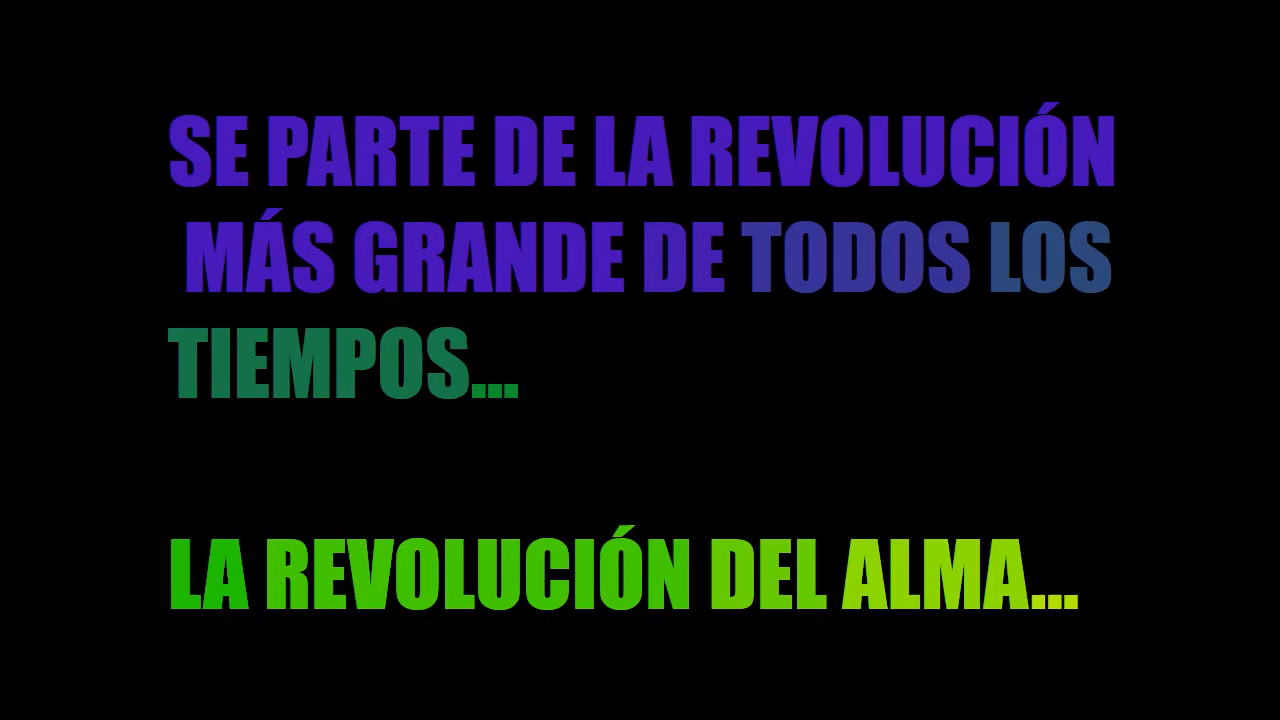 SE PARTE DE LA REVOLUCIÓN
MÁS GRANDE DE TODOS LOS
TIEMPOS...
LA REVOLUCIÓN DEL ALMA...